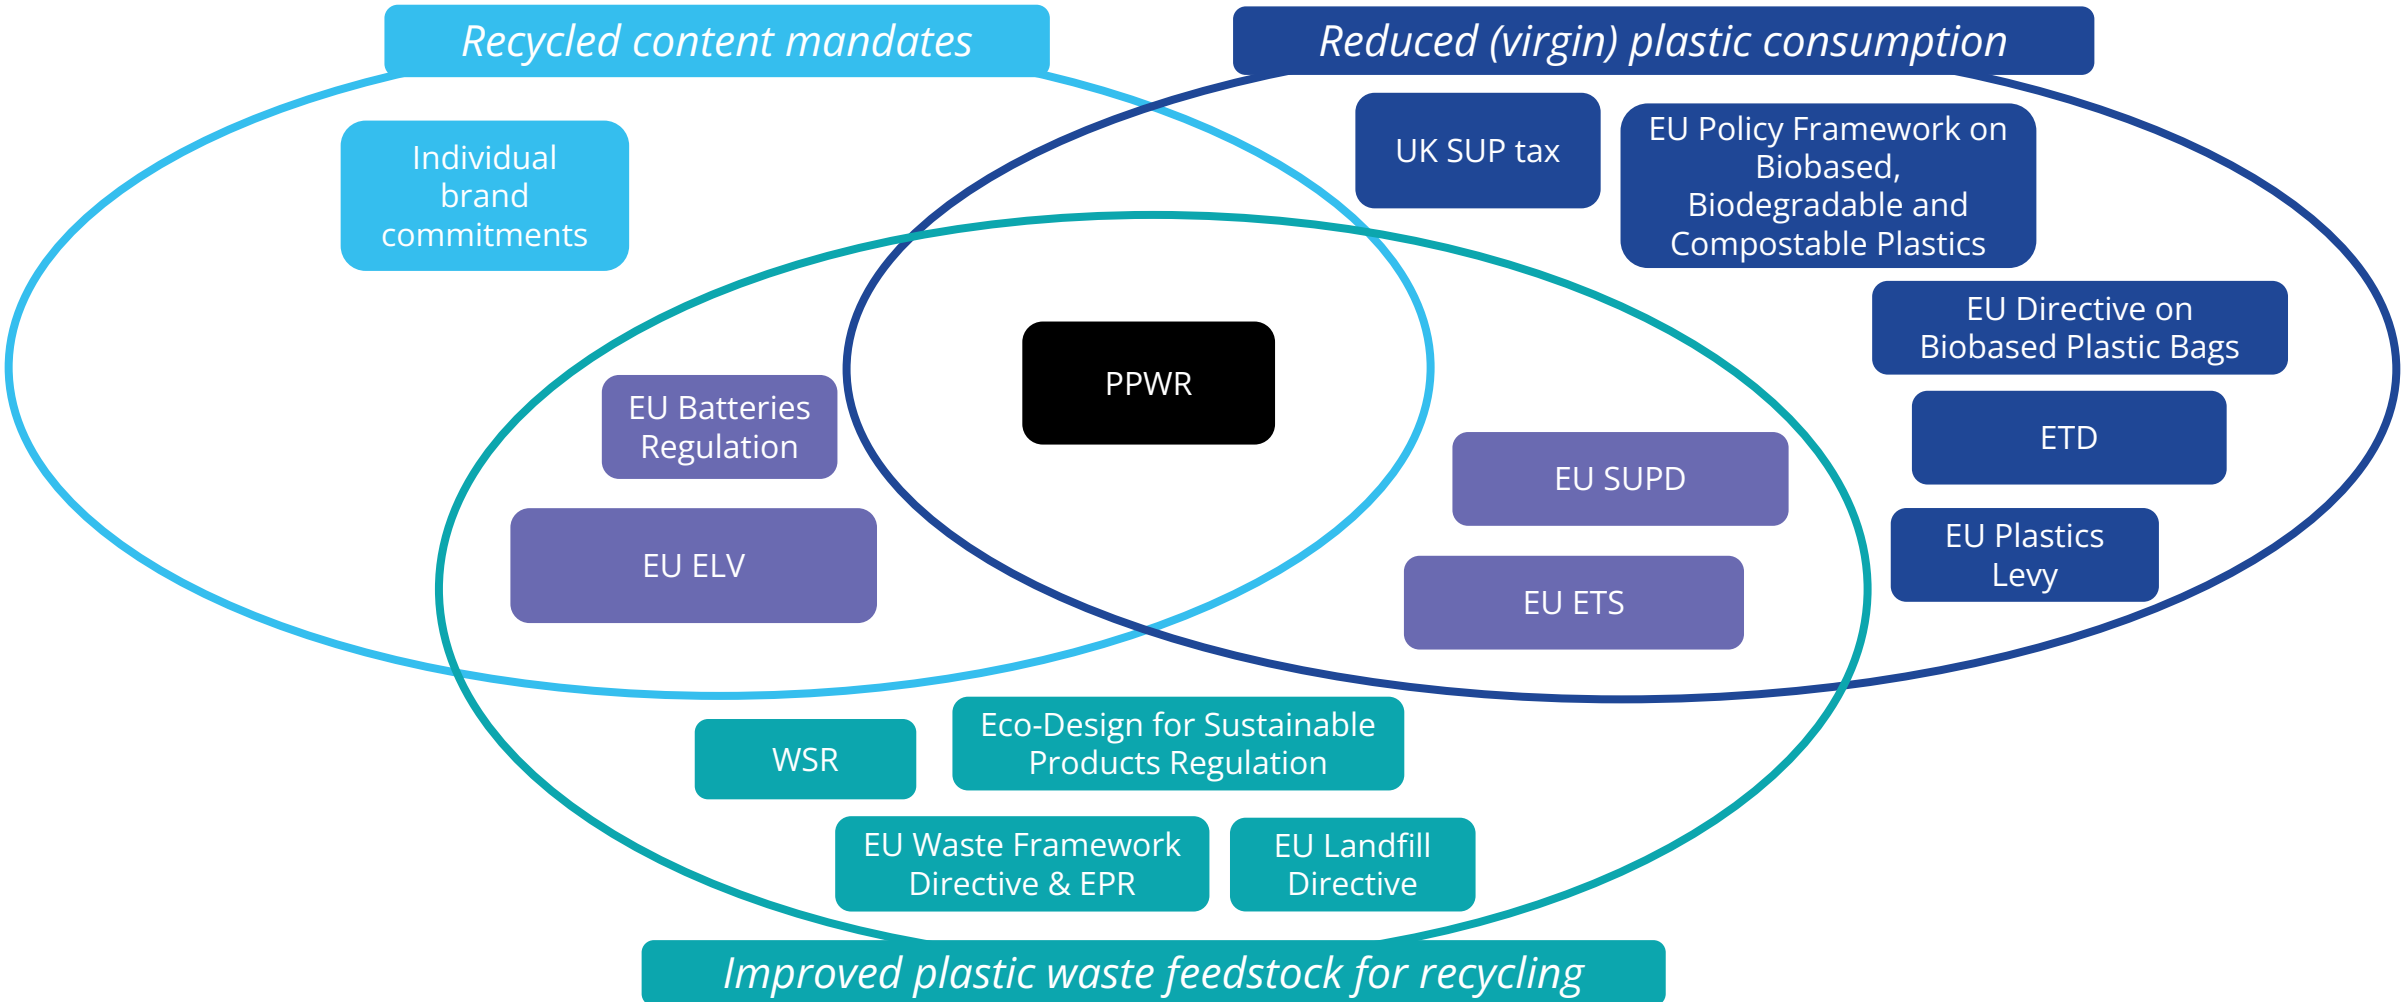 Recycled content mandates
Reduced (virgin) plastic consumption
Individual
brand
commitments
UK SUP tax
EU Policy Framework on
Biobased,
Biodegradable and
Compostable Plastics
EU Directive on
Biobased Plastic Bags
PPWR
EU Batteries
Regulation
ETD
EU SUPD
EU ELV
EU Plastics
Levy
EU ETS
WSR
Eco-Design for Sustainable
Products Regulation
EU Waste Framework
Directive & EPR
EU Landfill
Directive
Improved plastic waste feedstock for recycling